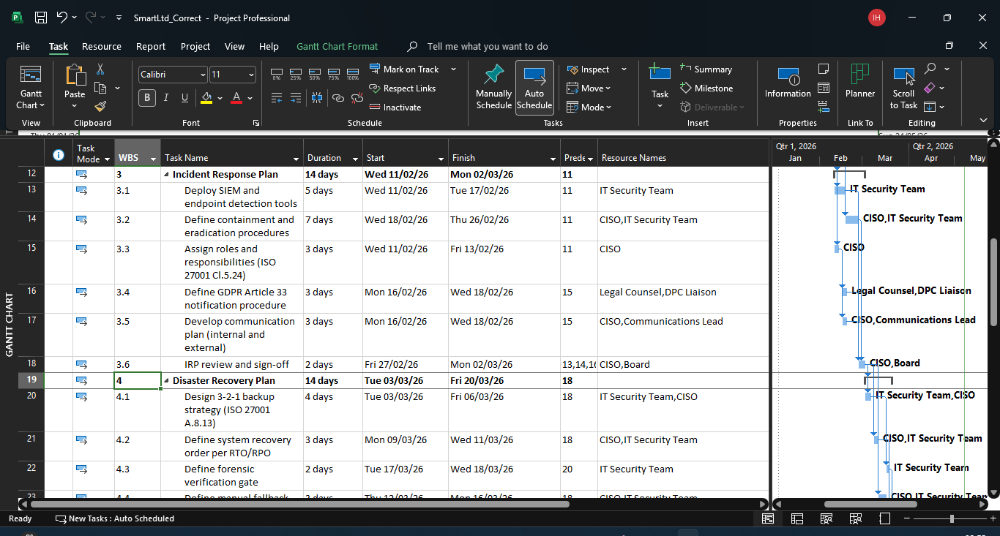 SmartLtd_Correct - Project Professional
IH
File Task Resource Report Project View Help Gantt Chart Format Tell me what you want to do
Gantt Chart
View
Paste
Clipboard
Calibri 11
B I U A
Font
0% 25% 50% 75% 100%
Mark on Track
Respect Links
Inactivate
Schedule
Manually Schedule
Auto Schedule
Inspect
Move
Mode
Tasks
Task
Summary
Milestone
Deliverable
Insert
Information
Properties
Planner
Link To
Scroll to Task
Editing
Task Mode WBS Task Name Duration Start Finish Prede Resource Names
Qtr 1, 2026 Qtr 2, 2026
Jan Feb Mar Apr May
12 3 Incident Response Plan 14 days Wed 11/02/26 Mon 02/03/26 11
13 3.1 Deploy SIEM and 5 days Wed 11/02/26 Tue 17/02/26 11 IT Security Team IT Security Team
endpoint detection tools
14 3.2 Define containment and 7 days Wed 18/02/26 Thu 26/02/26 11 CISO,IT Security Team CISO,IT Security Team
eradication procedures
15 3.3 Assign roles and 3 days Wed 11/02/26 Fri 13/02/26 11 CISO CISO
responsibilities (ISO
27001 Cl.5.24)
16 3.4 Define GDPR Article 33 3 days Mon 16/02/26 Wed 18/02/26 15 Legal Counsel,DPC Liaison Legal Counsel,DPC Liaison
notification procedure
17 3.5 Develop communication 3 days Mon 16/02/26 Wed 18/02/26 15 CISO,Communications Lead CISO,Communications Lead
plan (internal and
external)
18 3.6 IRP review and sign-off 2 days Fri 27/02/26 Mon 02/03/26 13,14,16 CISO,Board CISO,Board
19 4 Disaster Recovery Plan 14 days Tue 03/03/26 Fri 20/03/26 18
20 4.1 Design 3-2-1 backup 4 days Tue 03/03/26 Fri 06/03/26 18 IT Security Team,CISO IT Security Team,CISO
strategy (ISO 27001
A.8.13)
21 4.2 Define system recovery 3 days Mon 09/03/26 Wed 11/03/26 18 CISO,IT Security Team CISO,IT Security Team
order per RTO/RPO
22 4.3 Define forensic 2 days Tue 17/03/26 Wed 18/03/26 20 IT Security Team IT Security Team
verification gate
23 4.4 Define manual fallback 3 days Thu 12/03/26 Mon 16/03/26 18 CISO,IT Security Team CISO,IT Security Team
GANTT CHART
Ready New Tasks : Auto Scheduled